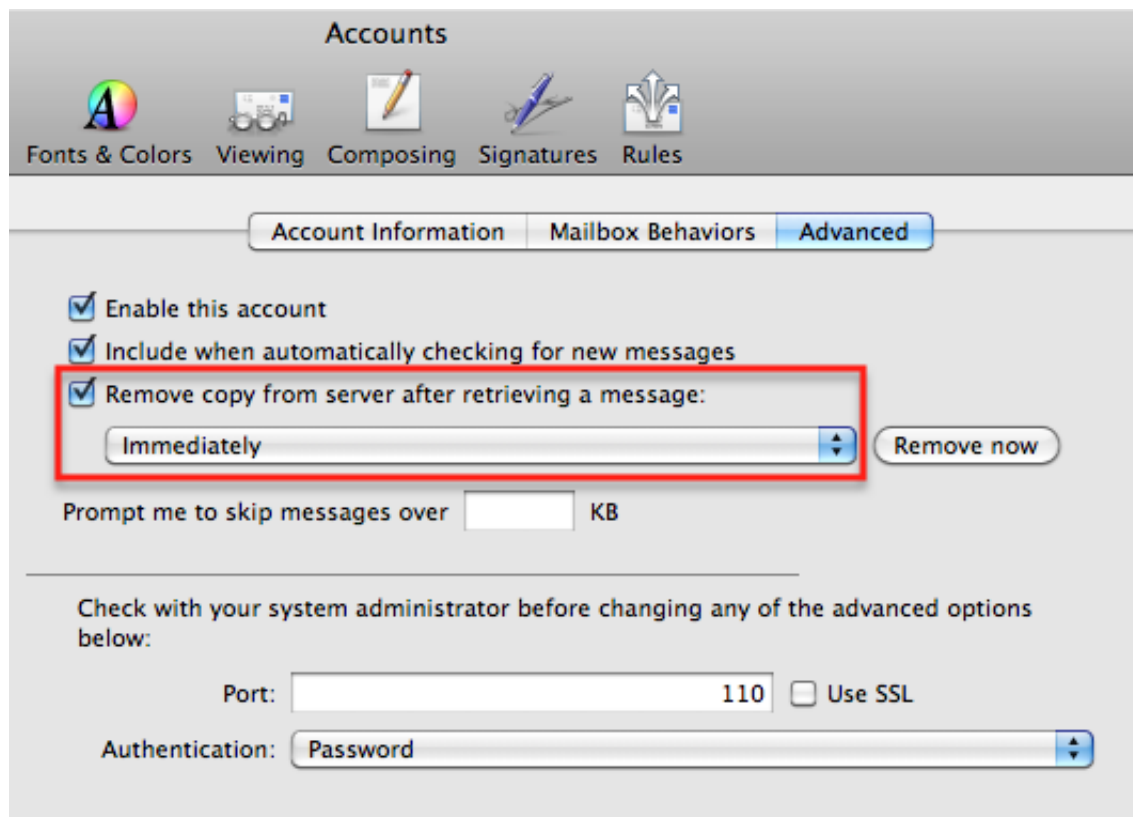 Accounts
Fonts & Colors Viewing Composing Signatures Rules
Account Information Mailbox Behaviors Advanced
Enable this account
Include when automatically checking for new messages
Remove copy from server after retrieving a message:
Immediately Remove now
Prompt me to skip messages over KB
Check with your system administrator before changing any of the advanced options
below:
Port: 110 Use SSL
Authentication: Password